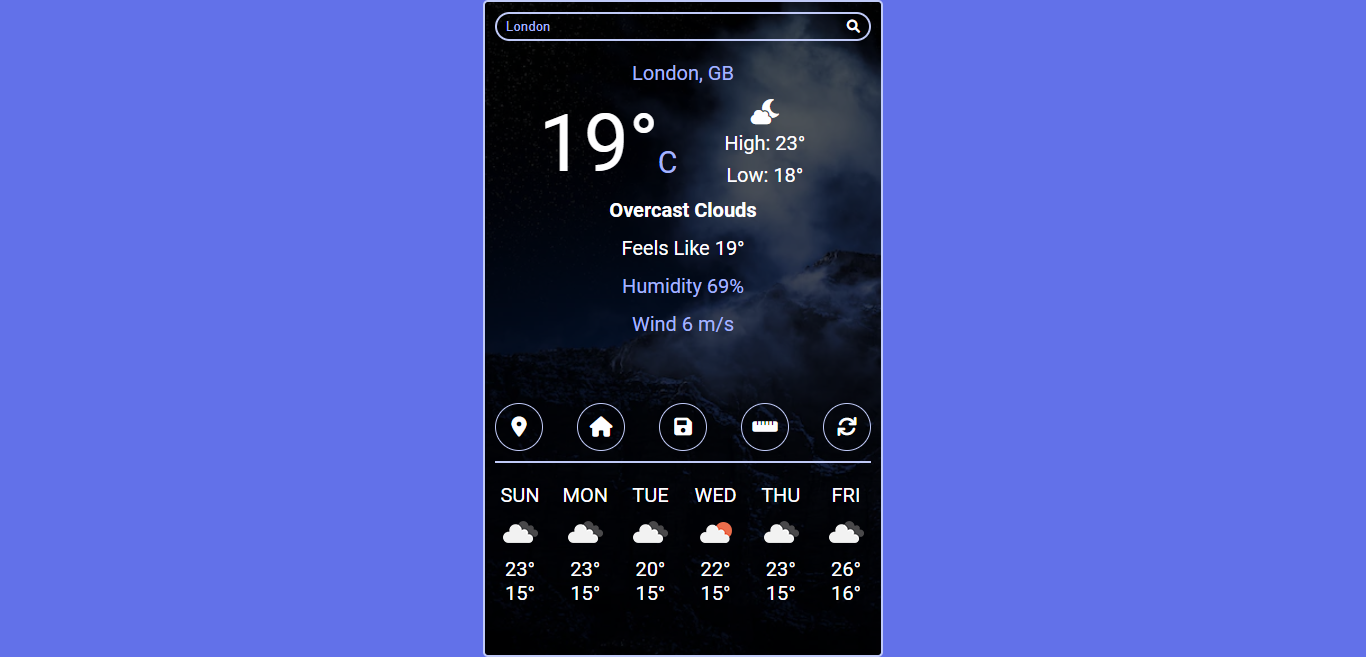 London
London, GB
19° C
High: 23°
Low: 18°
Overcast Clouds
Feels Like 19°
Humidity 69%
Wind 6 m/s
SUN MON TUE WED THU FRI
23° 23° 20° 22° 23° 26°
15° 15° 15° 15° 15° 16°